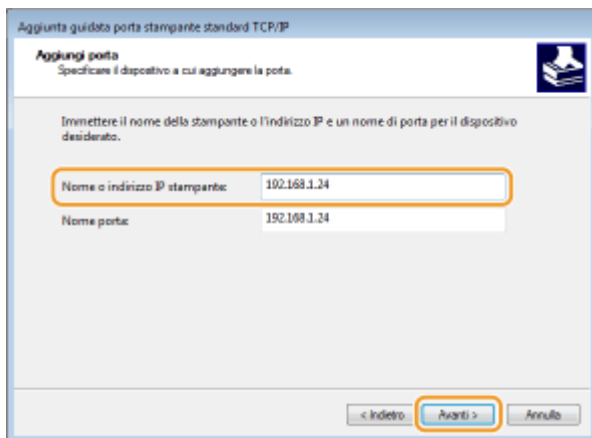 Aggiunta guidata porta stampante standard TCP/IP
Aggiungi porta
Specificare il dispositivo a cui aggiungere la porta.
Immettere il nome della stampante o l'indirizzo IP e un nome di porta per il dispositivo
desiderato.
Nome o indirizzo IP stampante: 192.168.1.24
Nome porta: 192.168.1.24
< Indietro Avanti > Annulla